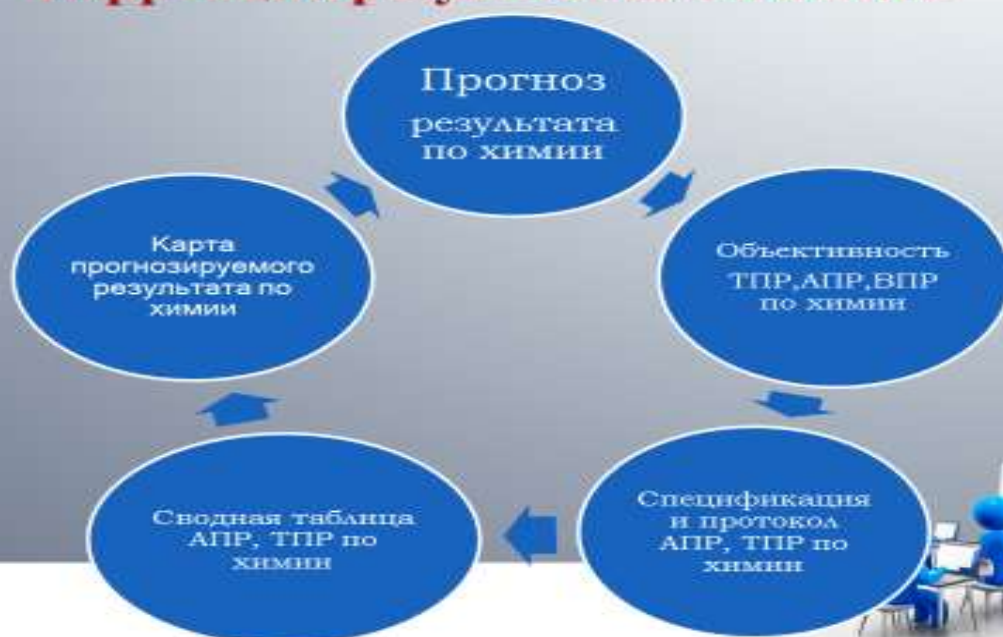 Прогноз
результата
по химии
Объективность
ТПР,АПР,ВПР
по химии
Спецификация
и протокол
АПР, ТПР по
химии
Сводная таблица
АПР, ТПР по
химии
Карта
прогнозируемого
результата по
химии